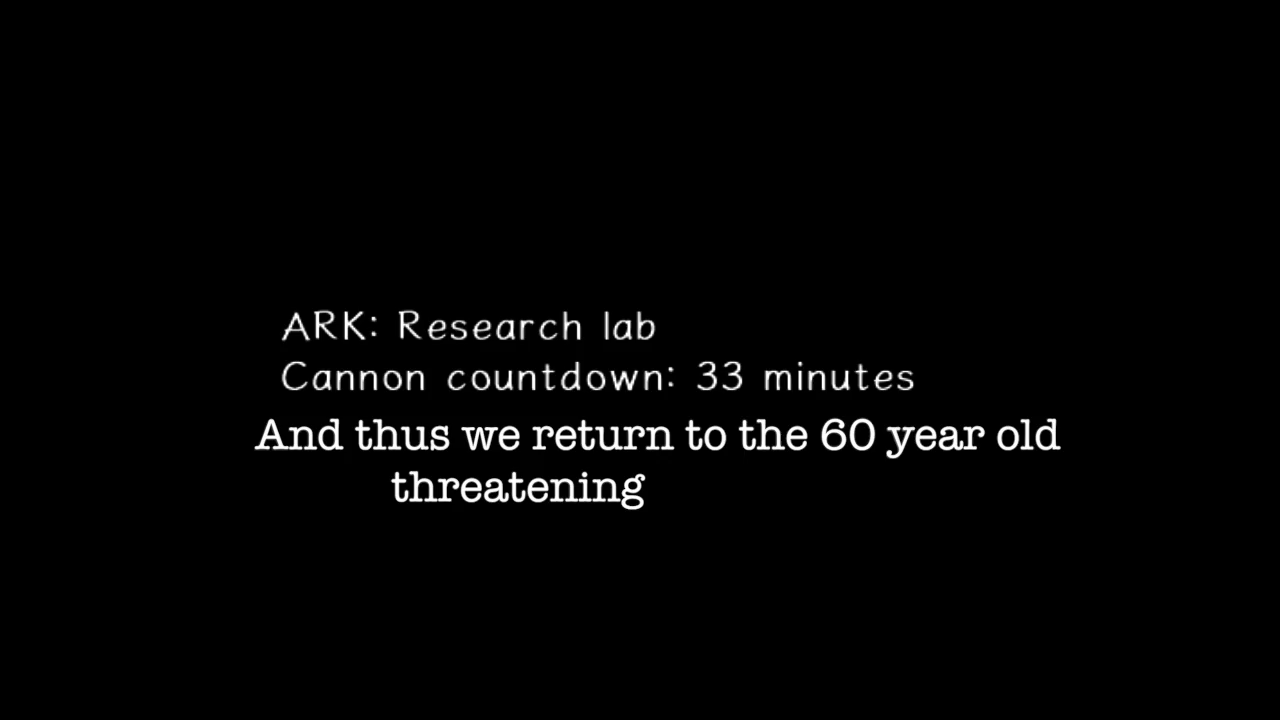 ARK: Research lab
Cannon countdown: 33 minutes
And thus we return to the 60 year old
threatening